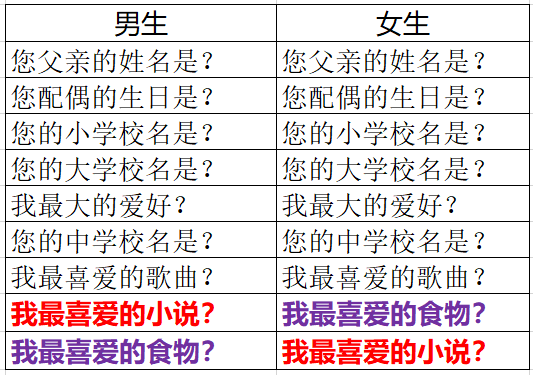 男生 女生
您父亲的姓名是？ 您父亲的姓名是？
您配偶的生日是？ 您配偶的生日是？
您的小学校名是？ 您的小学校名是？
您的大学校名是？ 您的大学校名是？
我最大的爱好？ 我最大的爱好？
您的中学校名是？ 您的中学校名是？
我最喜爱的歌曲？ 我最喜爱的歌曲？
我最喜爱的小说？ 我最喜爱的食物？
我最喜爱的食物？ 我最喜爱的小说？